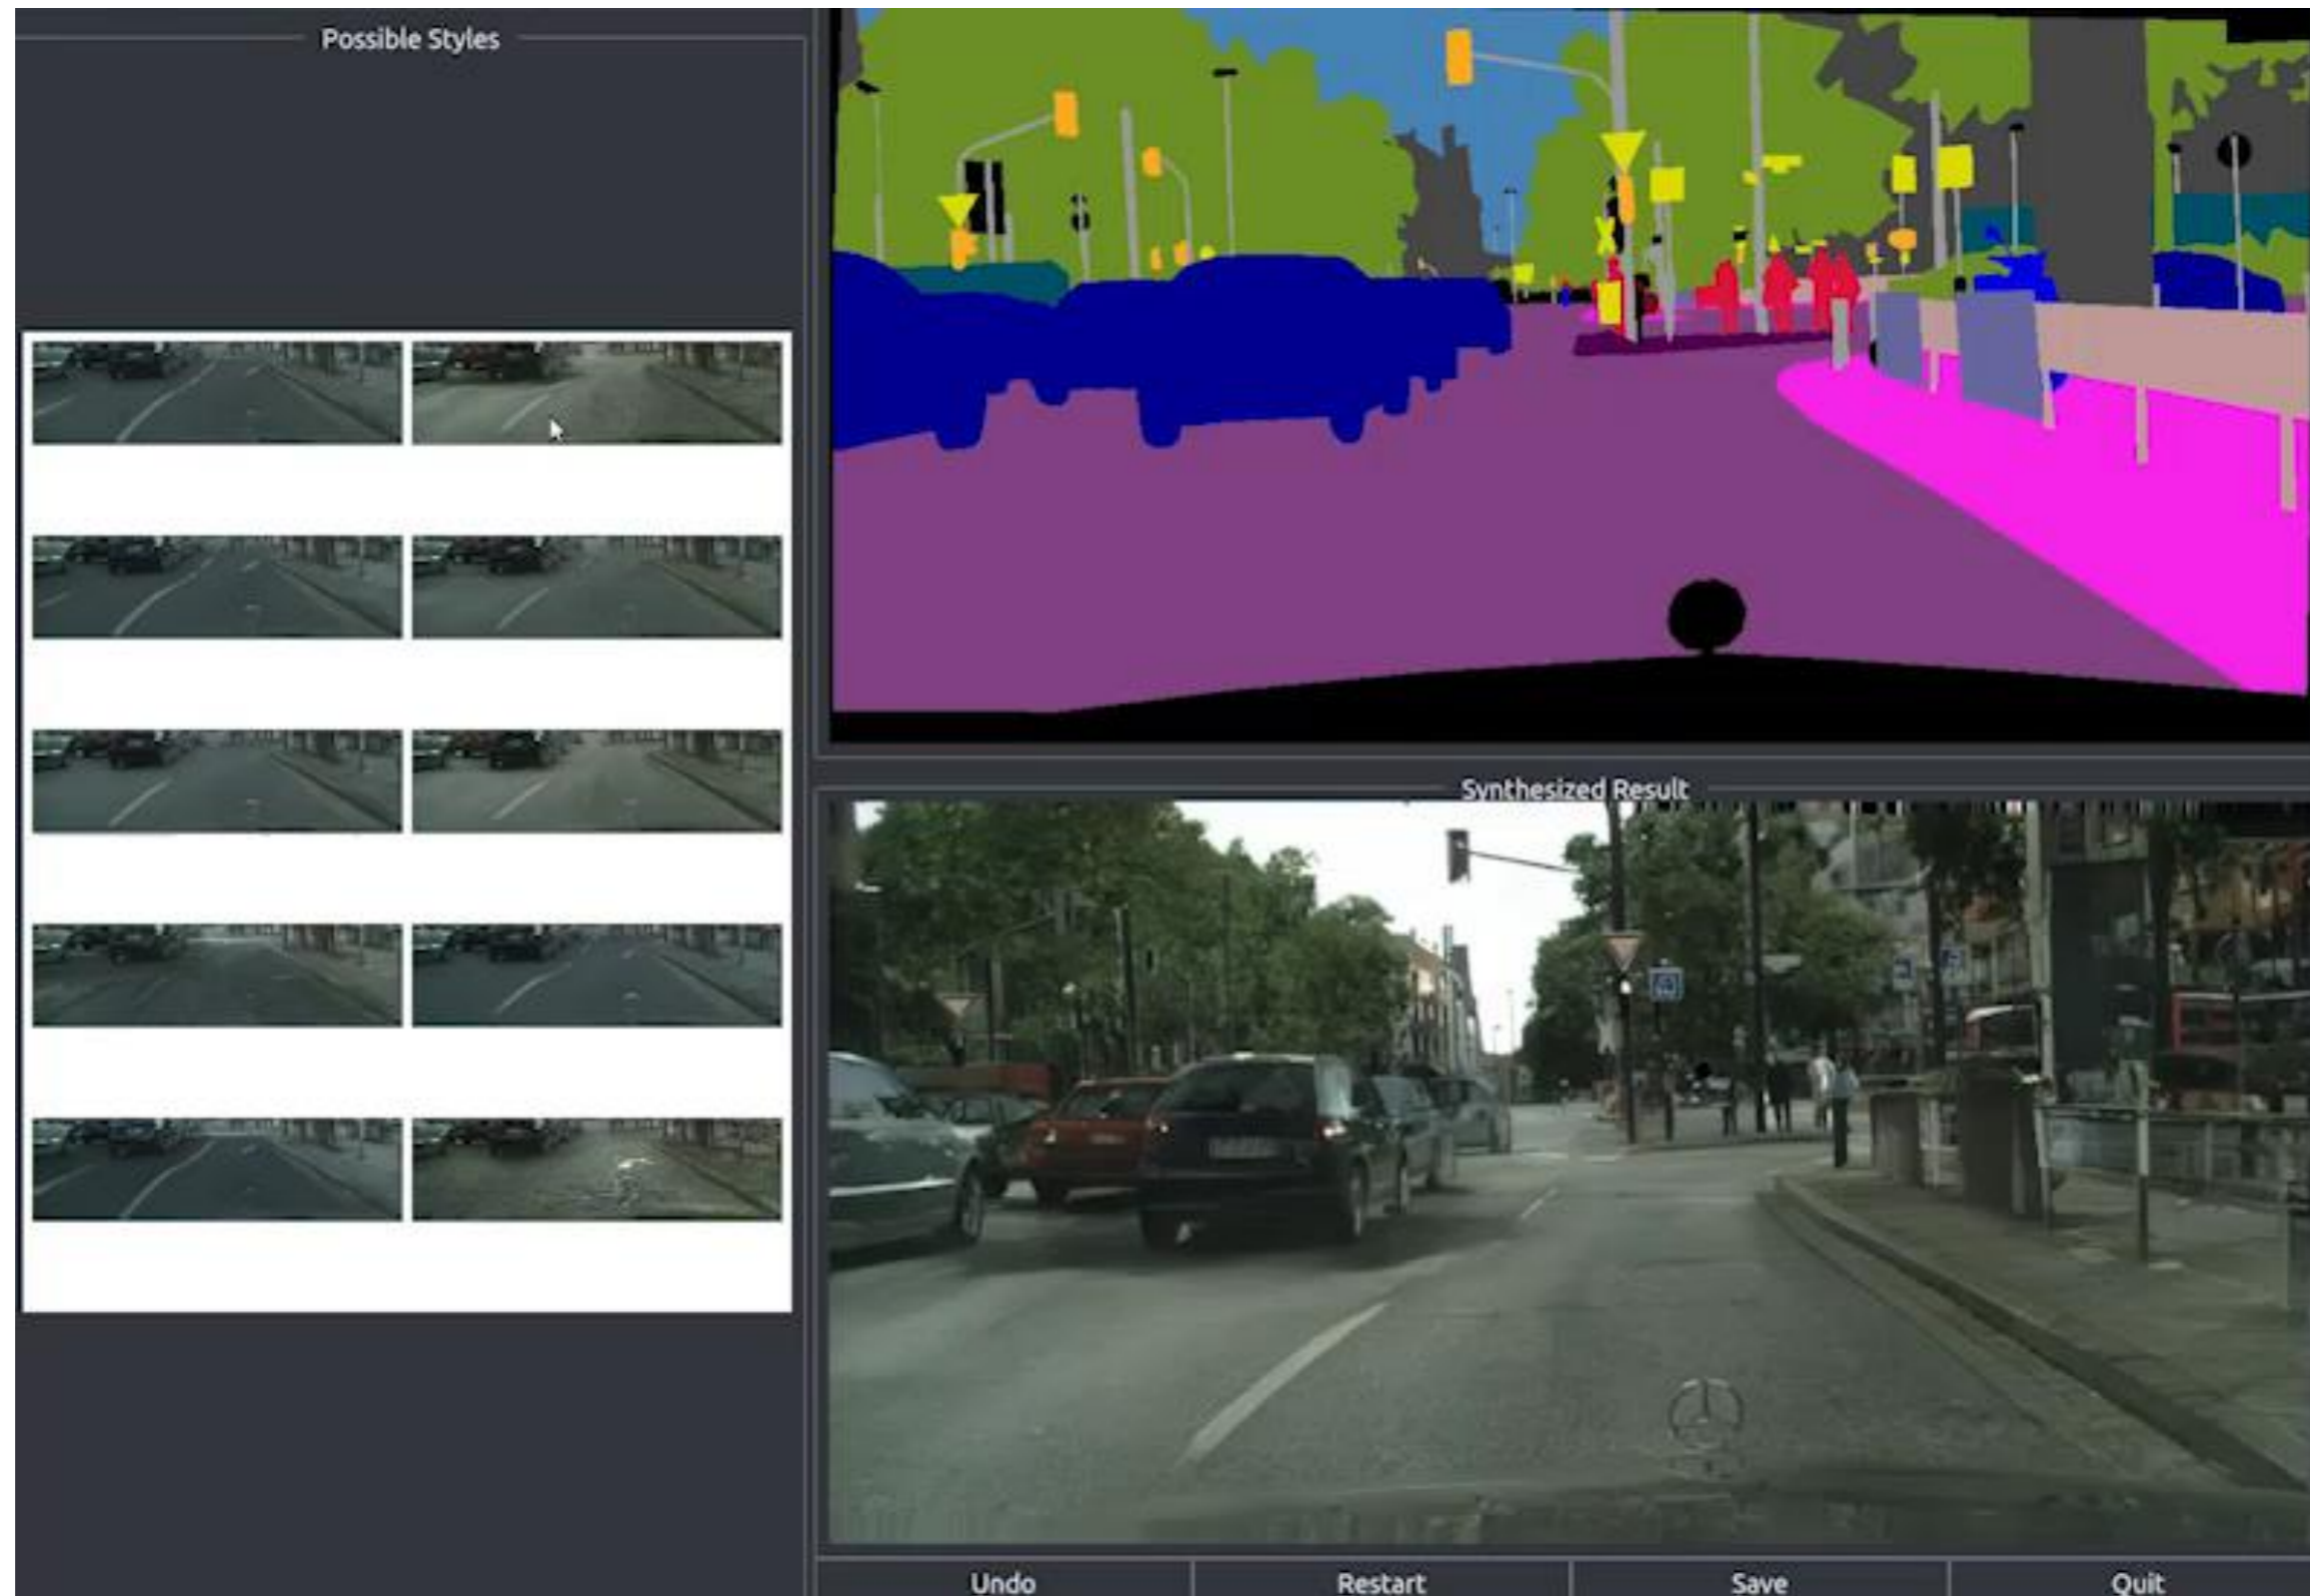 Possible Styles
Synthesized Result
Undo
Restart
Save
Quit